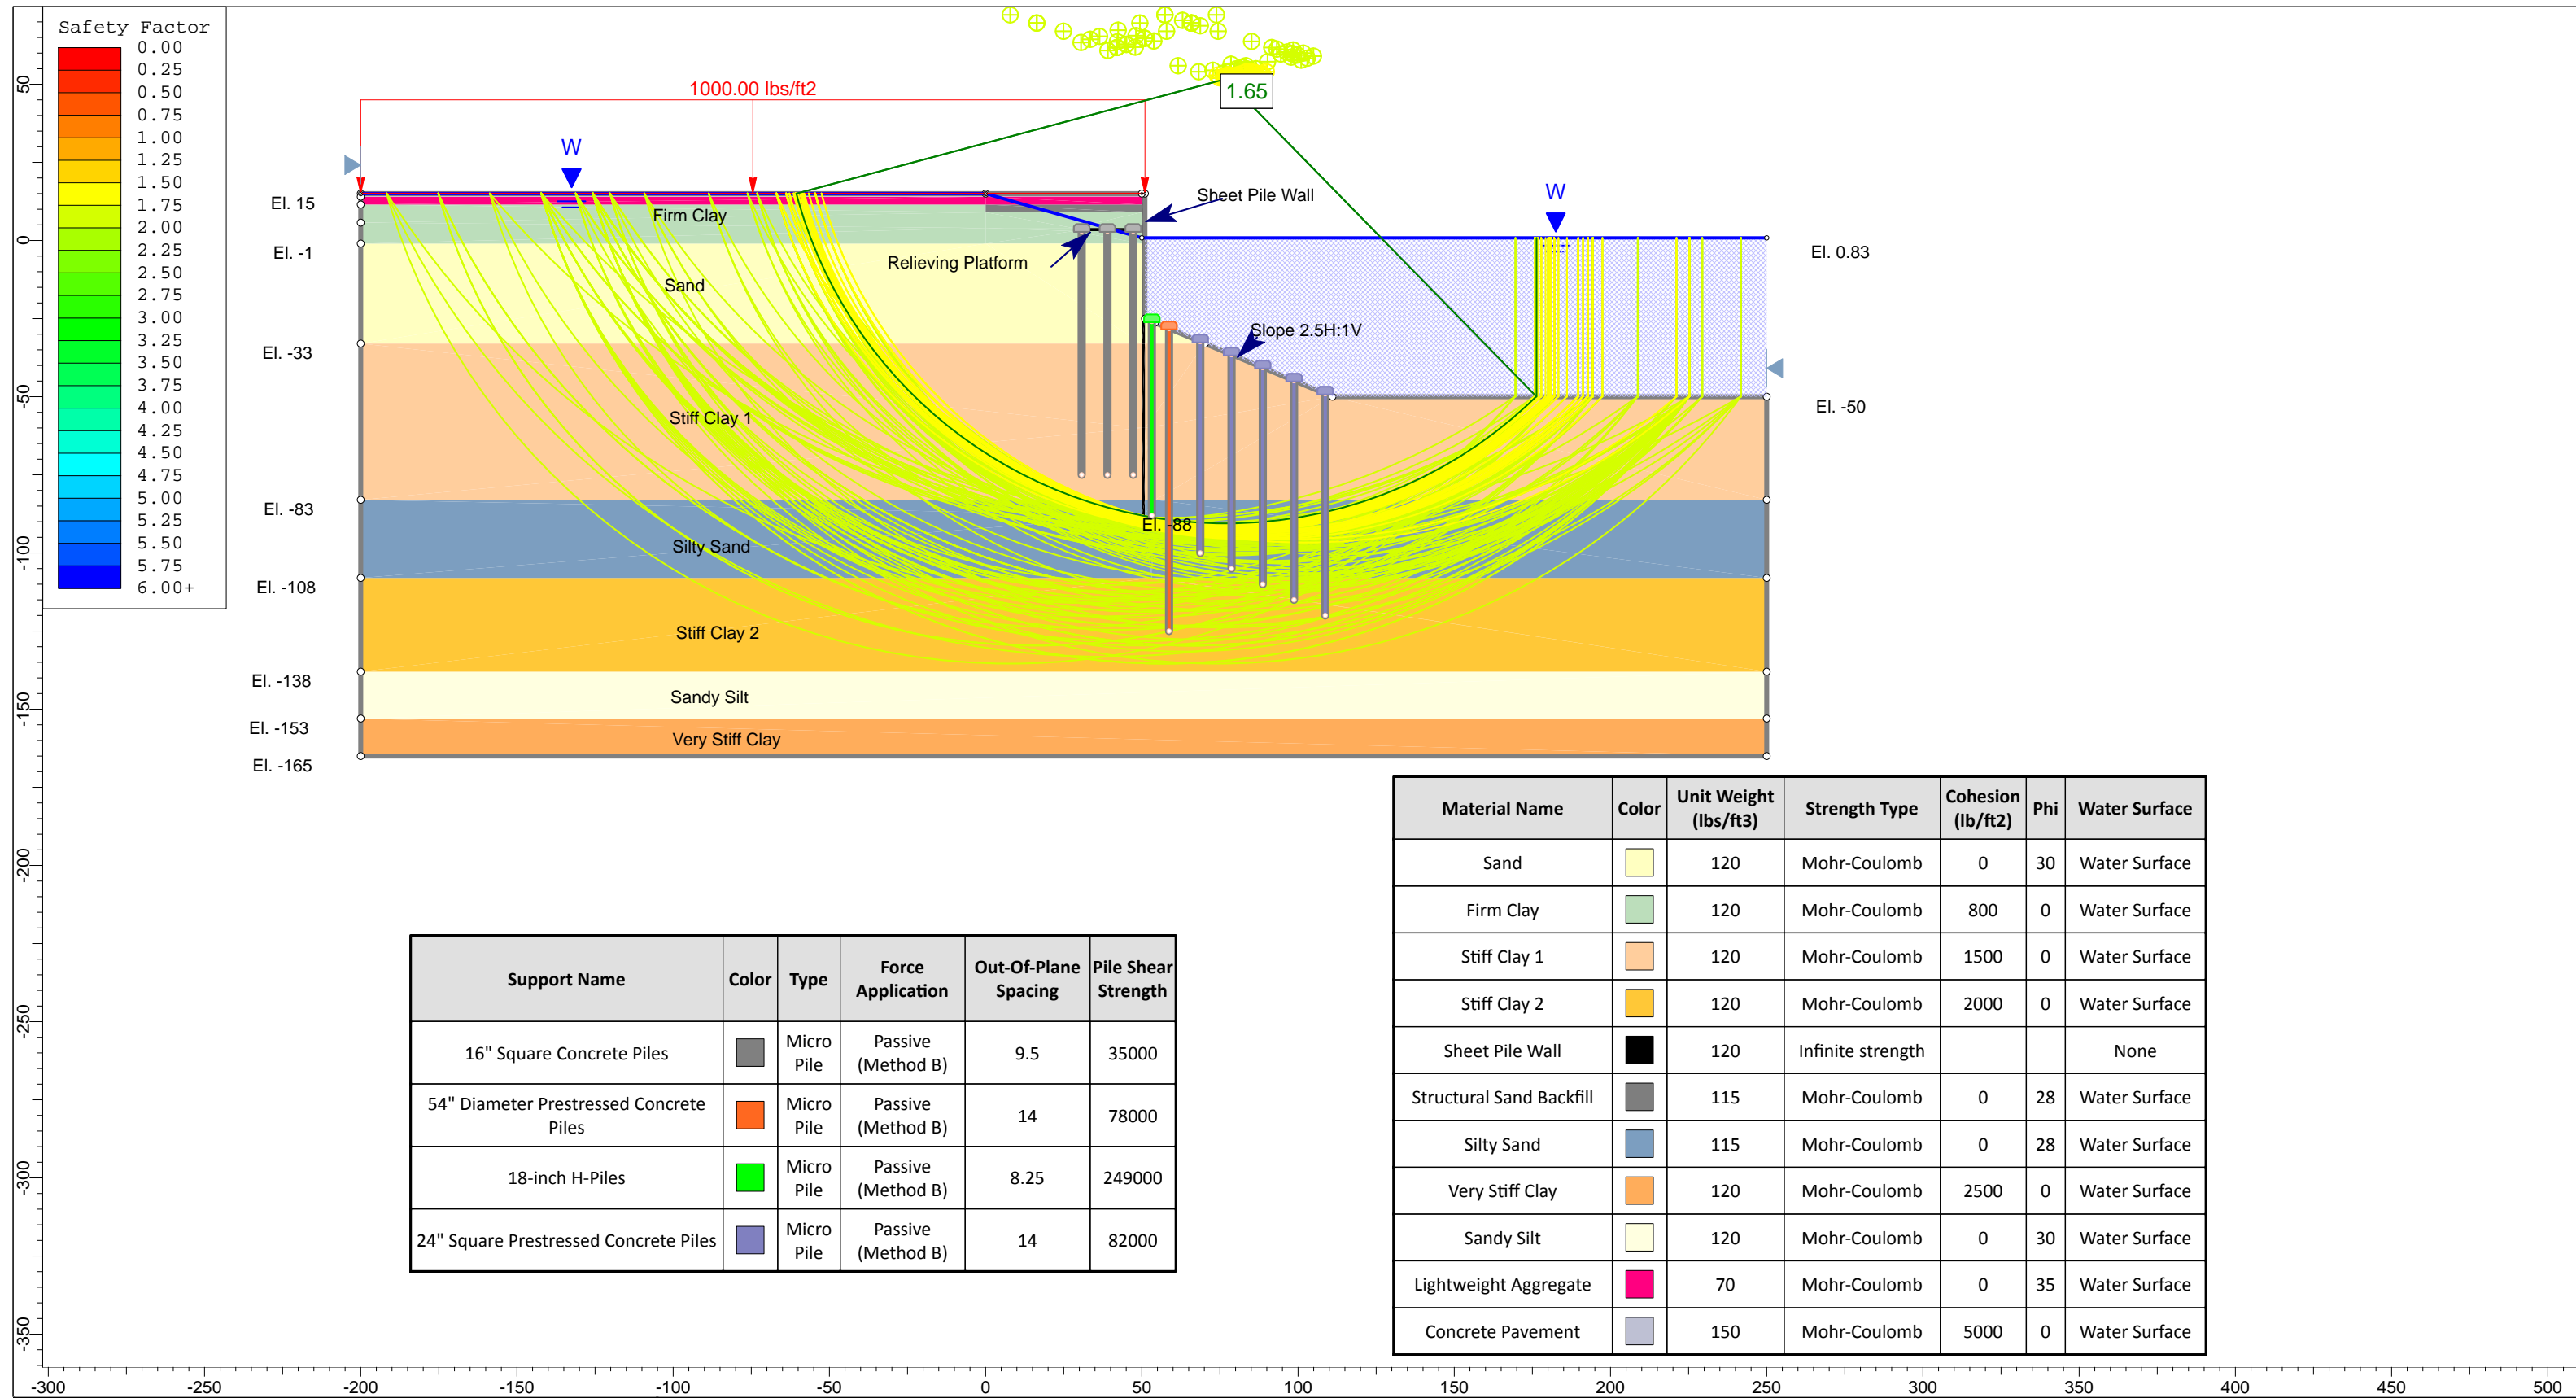 Safety Factor
0.00
0.25
0.50
0.75
1.00
1.25
1.50
1.75
2.00
2.25
2.50
2.75
3.00
3.25
3.50
3.75
4.00
4.25
4.50
4.75
5.00
5.25
5.50
5.75
6.00+
1.65
1000.00 lbs/ft2
W
W
Sheet Pile Wall
El. 15
Firm Clay
El. -1
El. 0.83
Relieving Platform
Sand
Slope 2.5H:1V
El. -33
El. -50
Stiff Clay 1
El. -83
El. -88
Silty Sand
El. -108
Stiff Clay 2
El. -138
Sandy Silt
El. -153
Very Stiff Clay
El. -165
Support Name Color Type Force Application Out-Of-Plane Spacing Pile Shear Strength
16" Square Concrete Piles Micro Pile Passive (Method B) 9.5 35000
54" Diameter Prestressed Concrete Piles Micro Pile Passive (Method B) 14 78000
18-inch H-Piles Micro Pile Passive (Method B) 8.25 249000
24" Square Prestressed Concrete Piles Micro Pile Passive (Method B) 14 82000
Material Name Color Unit Weight (lbs/ft3) Strength Type Cohesion (lb/ft2) Phi Water Surface
Sand 120 Mohr-Coulomb 0 30 Water Surface
Firm Clay 120 Mohr-Coulomb 800 0 Water Surface
Stiff Clay 1 120 Mohr-Coulomb 1500 0 Water Surface
Stiff Clay 2 120 Mohr-Coulomb 2000 0 Water Surface
Sheet Pile Wall 120 Infinite strength None
Structural Sand Backfill 115 Mohr-Coulomb 0 28 Water Surface
Silty Sand 115 Mohr-Coulomb 0 28 Water Surface
Very Stiff Clay 120 Mohr-Coulomb 2500 0 Water Surface
Sandy Silt 120 Mohr-Coulomb 0 30 Water Surface
Lightweight Aggregate 70 Mohr-Coulomb 0 35 Water Surface
Concrete Pavement 150 Mohr-Coulomb 5000 0 Water Surface
50
0
-50
-100
-150
-200
-250
-300
-350
-300 -250 -200 -150 -100 -50 0 50 100 150 200 250 300 350 400 450 500